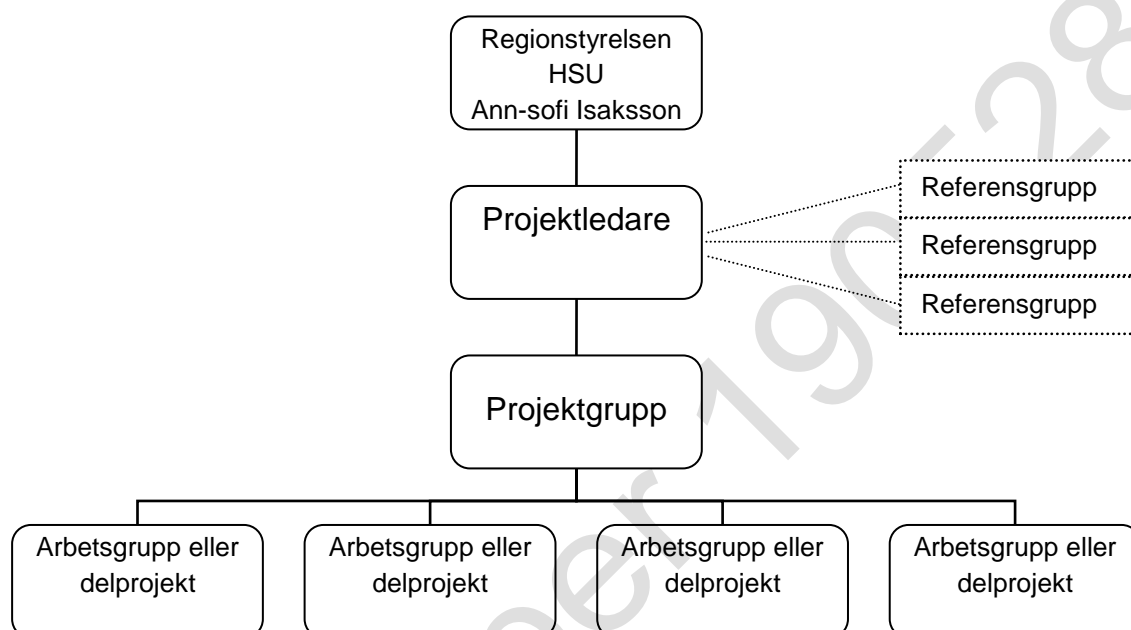 Regionstyrelsen
HSU
Ann-sofi Isaksson
Projektledare
Referensgrupp
Referensgrupp
Referensgrupp
Projektgrupp
Arbetsgrupp eller
delprojekt
Arbetsgrupp eller
delprojekt
Arbetsgrupp eller
delprojekt
Arbetsgrupp eller
delprojekt